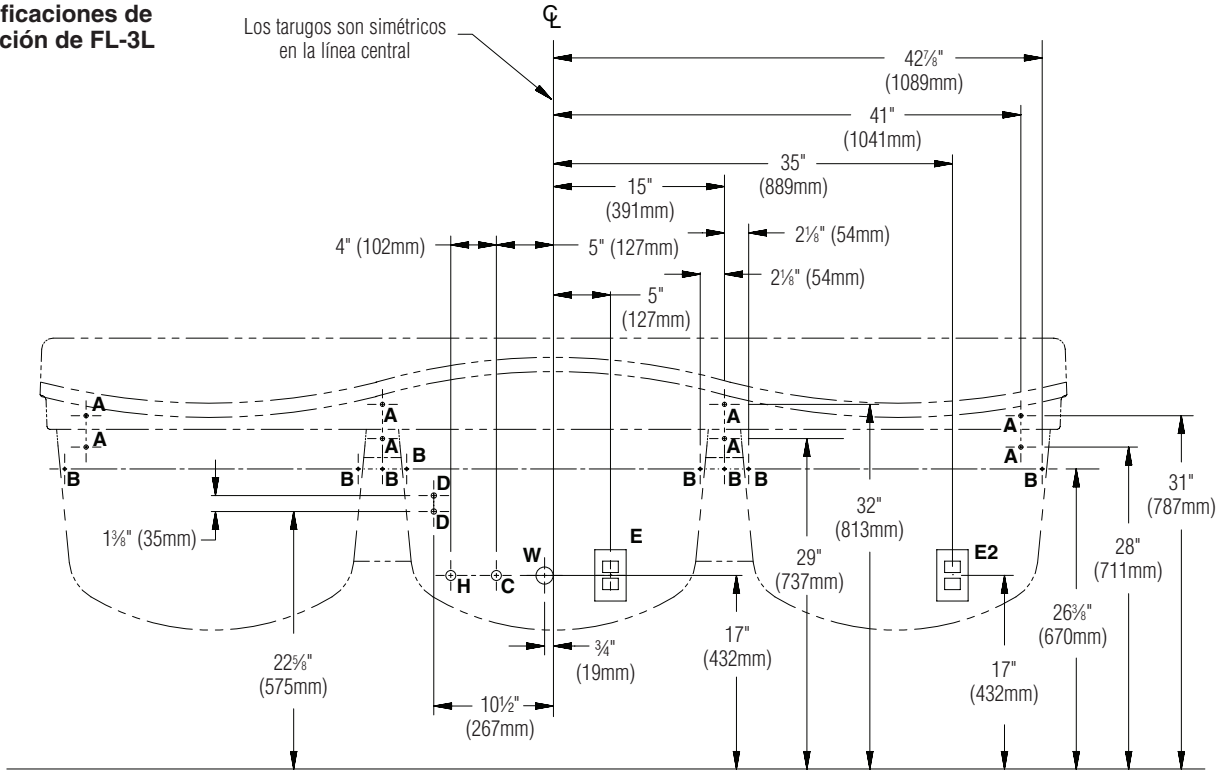 ficaciones de
ción de FL-3L
Los tarugos son simétricos
en la línea central
℄
42⅞"
(1089mm)
41"
(1041mm)
35"
(889mm)
15"
(391mm)
2⅛" (54mm)
4" (102mm)
5" (127mm)
2⅛" (54mm)
5"
(127mm)
A
A
A
A
A
A
A
A
B
B
B
B
B
B
B
B
D
D
1⅜" (35mm)
H
C
W
E
E2
32"
(813mm)
31"
(787mm)
29"
(737mm)
28"
(711mm)
26⅜"
(670mm)
22⅝"
(575mm)
¾"
(19mm)
17"
(432mm)
17"
(432mm)
10½"
(267mm)